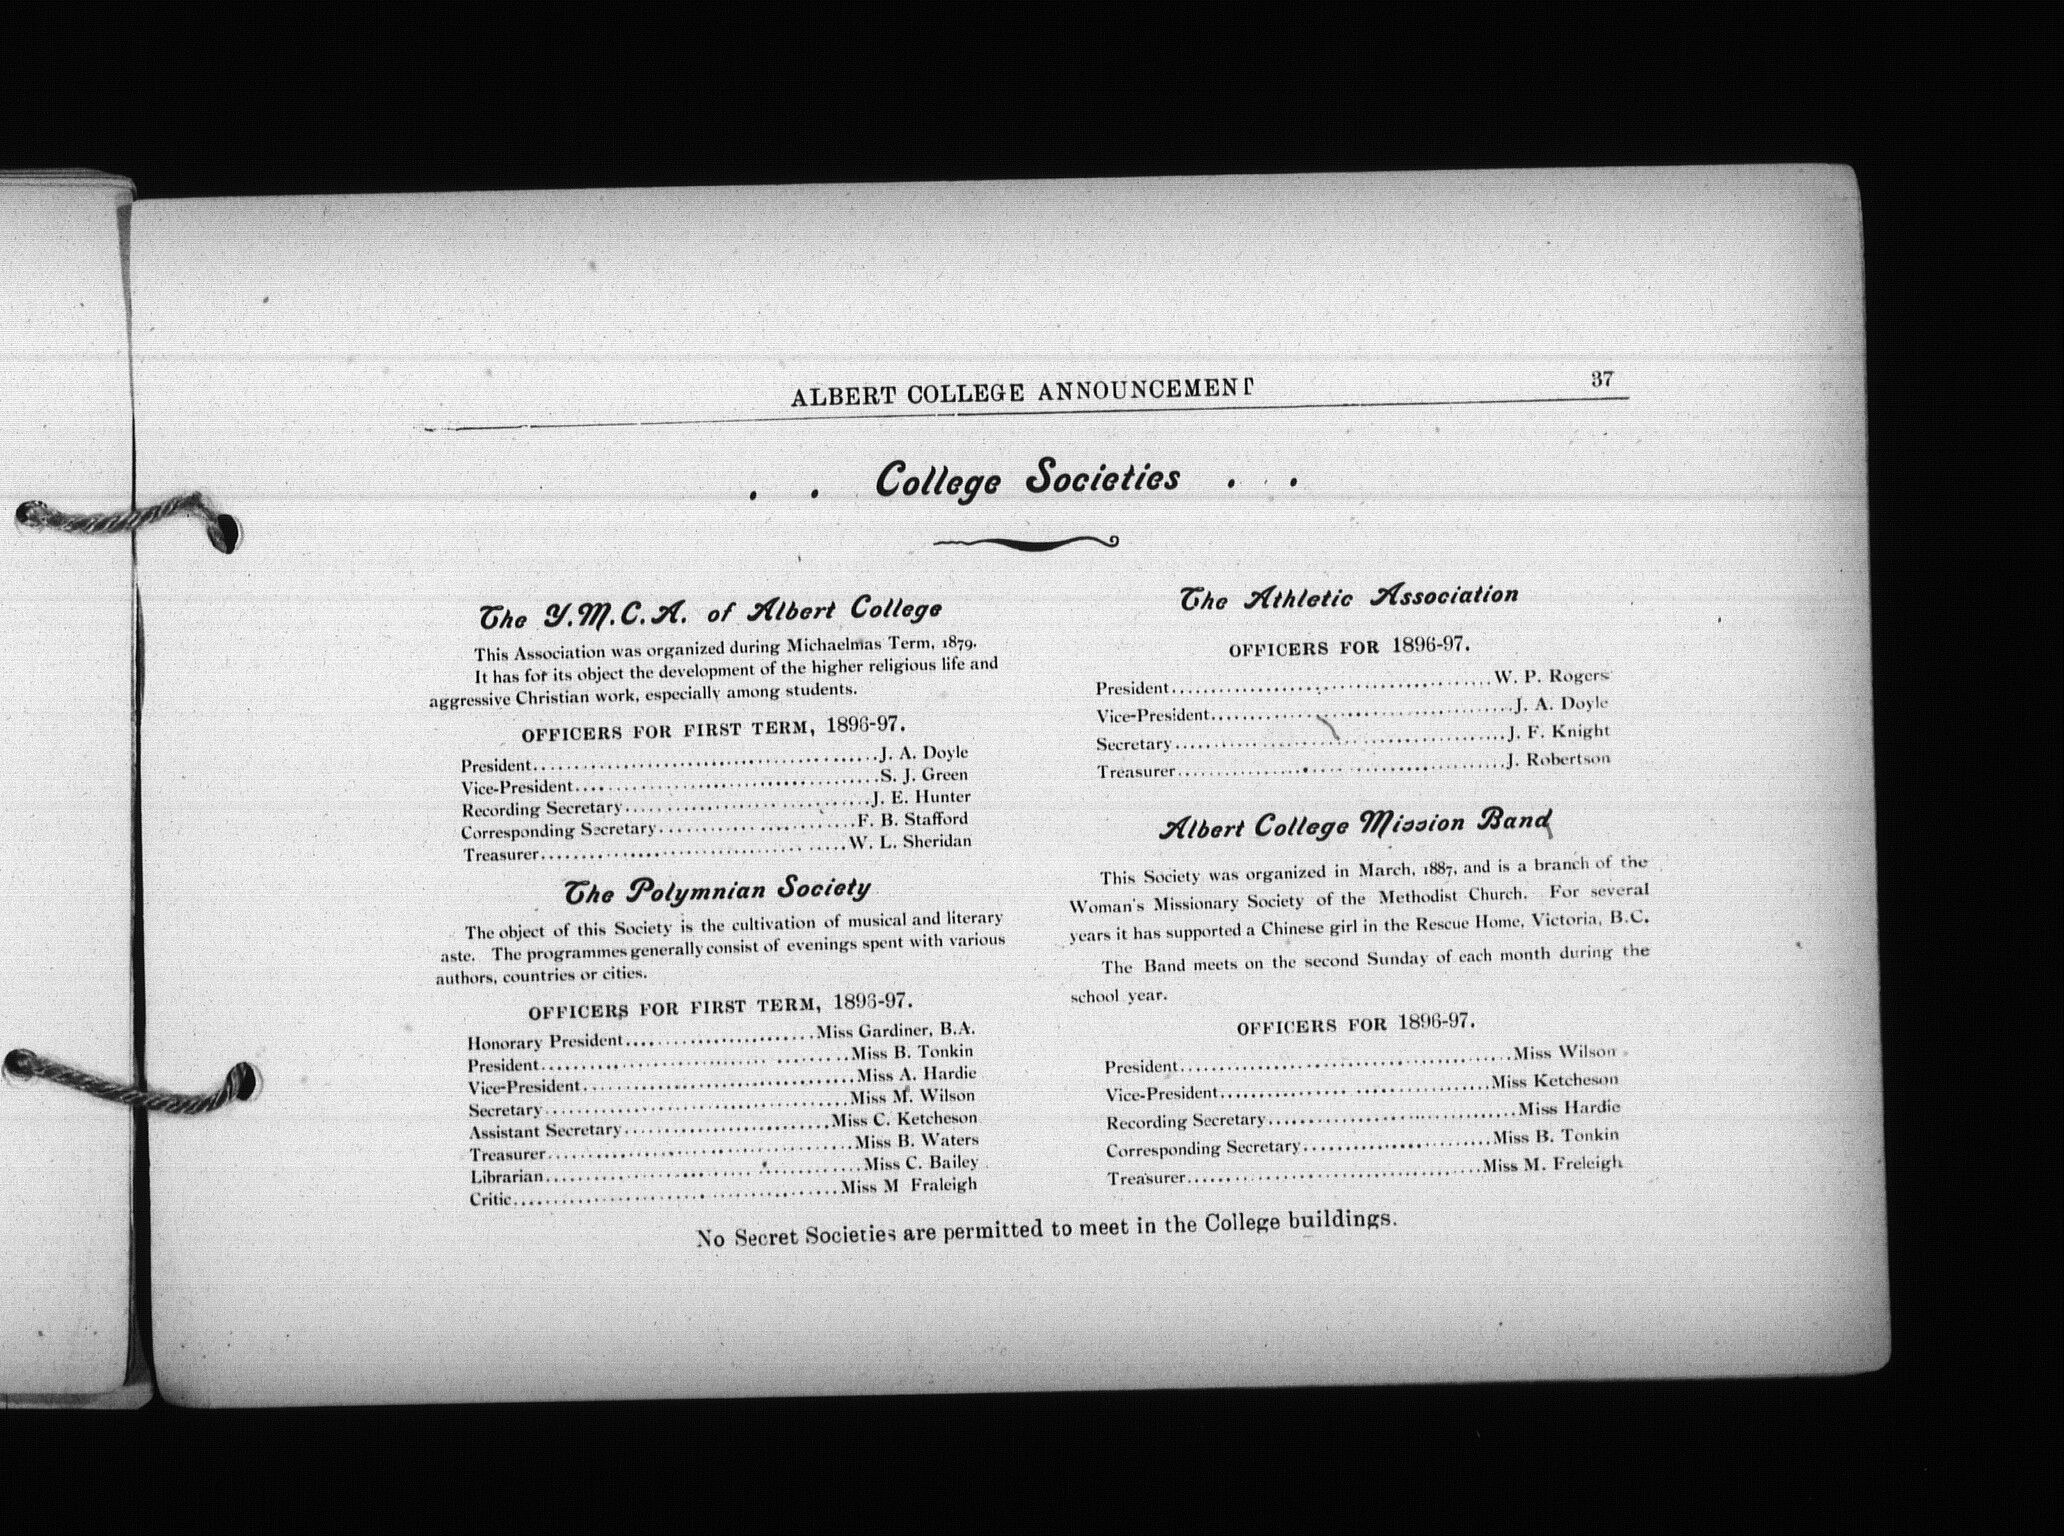 ALBERT COLLEGE ANNOUNCEMENT 37
. . College Societies . .
The Y.M.C.A. of Albert College
This Association was organized during Michaelmas Term, 1879.
It has for its object the development of the higher religious life and
aggressive Christian work, especially among students.
OFFICERS FOR FIRST TERM, 1896-97.
President........................................J. A. Doyle
Vice-President........................................S. J. Green
Recording Secretary..............................J. E. Hunter
Corresponding Secretary.........................F. B. Stafford
Treasurer........................................W. L. Sheridan
The Polymnian Society
The object of this Society is the cultivation of musical and literary
aste. The programmes generally consist of evenings spent with various
authors, countries or cities.
OFFICERS FOR FIRST TERM, 1896-97.
Honorary President........................Miss Gardiner, B.A.
President........................................Miss B. Tonkin
Vice-President...................................Miss A. Hardie
Secretary........................................Miss M. Wilson
Assistant Secretary..........................Miss C. Ketcheson
Treasurer........................................Miss B. Waters
Librarian........................................Miss C. Bailey
Critic........................................Miss M Fraleigh
The Athletic Association
OFFICERS FOR 1896-97.
President........................................W. P. Rogers
Vice-President........................................J. A. Doyle
Secretary........................................J. F. Knight
Treasurer........................................J. Robertson
Albert College Mission Band
This Society was organized in March, 1887, and is a branch of the
Woman's Missionary Society of the Methodist Church. For several
years it has supported a Chinese girl in the Rescue Home, Victoria, B.C.
The Band meets on the second Sunday of each month during the
school year.
OFFICERS FOR 1896-97.
President........................................Miss Wilson
Vice-President..................................Miss Ketcheson
Recording Secretary..............................Miss Hardie
Corresponding Secretary........................Miss B. Tonkin
Treasurer........................................Miss M. Freleigh
No Secret Societies are permitted to meet in the College buildings.